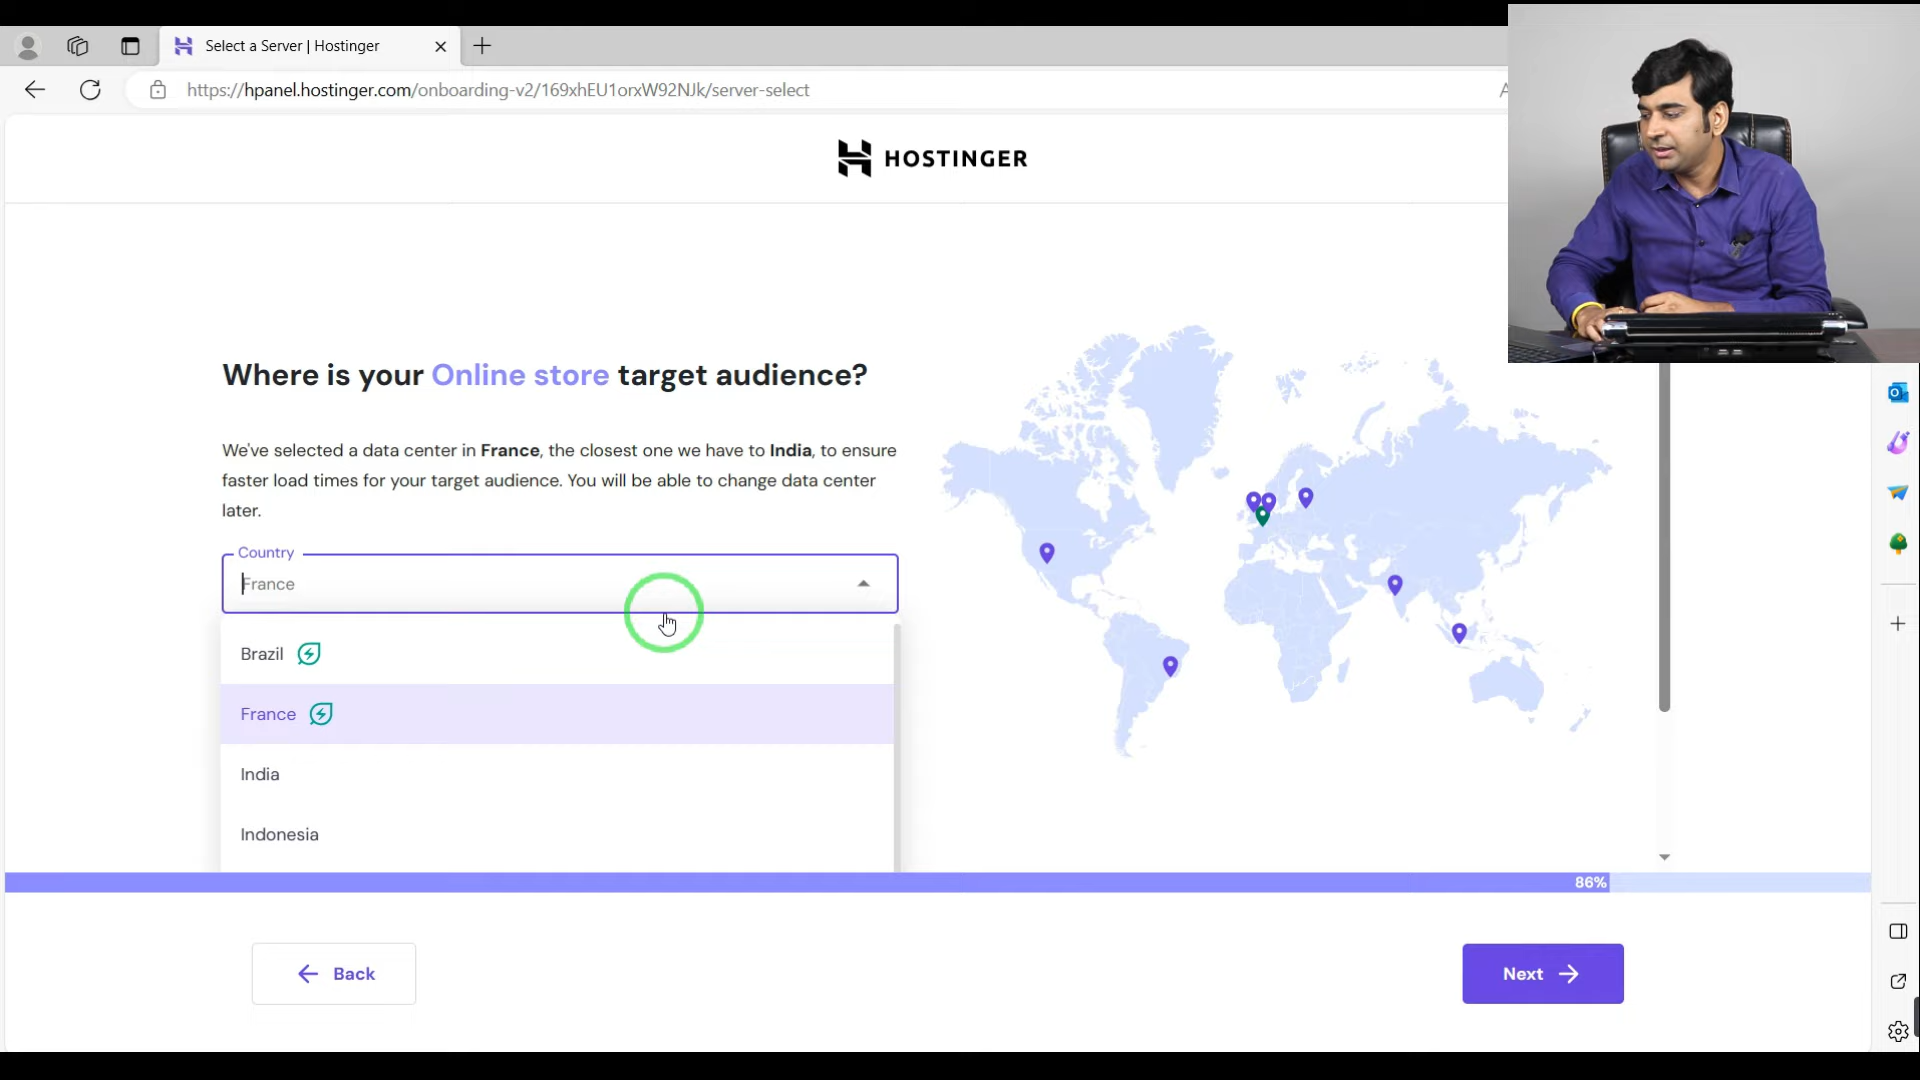 Select a Server | Hostinger
https://hpanel.hostinger.com/onboarding-v2/169xhEU1orxW92NJk/server-select
HOSTINGER
Where is your Online store target audience?
We've selected a data center in France, the closest one we have to India, to ensure
faster load times for your target audience. You will be able to change data center
later.
Country
France
Brazil
France
India
Indonesia
86%
Back
Next